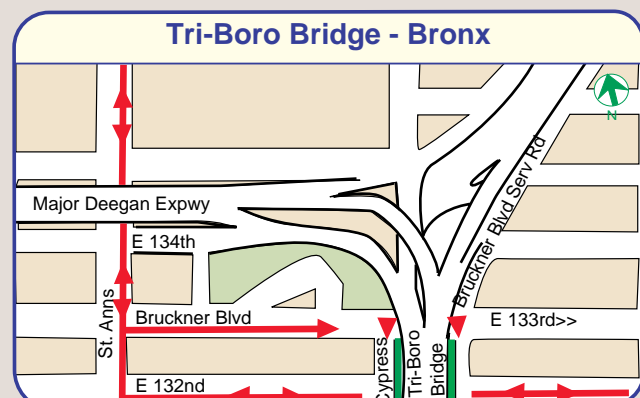 Tri-Boro Bridge - Bronx
N
Major Deegan Expwy
Bruckner Blvd Serv Rd
E 134th
St. Anns
Bruckner Blvd
E 133rd>>
Cypress
Tri-Boro
Bridge
E 132nd